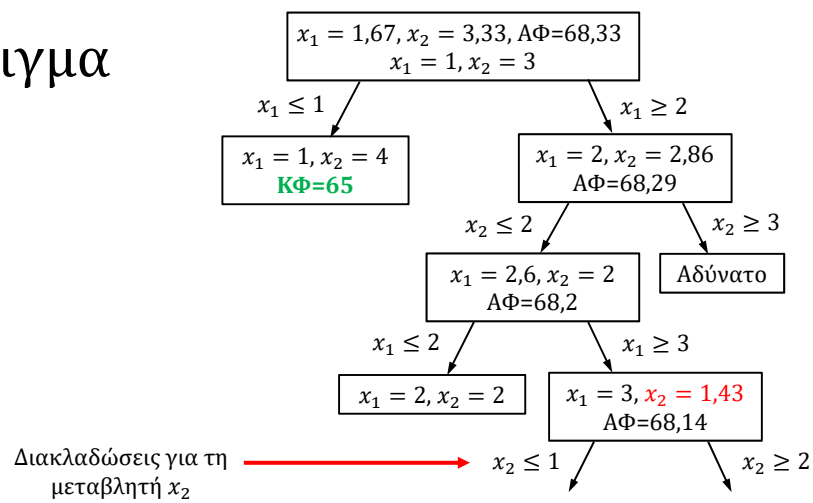 ιγμα
𝑥₁ = 1,67, 𝑥₂ = 3,33, ΑΦ=68,33
𝑥₁ = 1, 𝑥₂ = 3
𝑥₁ ≤ 1
𝑥₁ ≥ 2
𝑥₁ = 1, 𝑥₂ = 4
ΚΦ=65
𝑥₁ = 2, 𝑥₂ = 2,86
ΑΦ=68,29
𝑥₂ ≤ 2
𝑥₂ ≥ 3
𝑥₁ = 2,6, 𝑥₂ = 2
ΑΦ=68,2
Αδύνατο
𝑥₁ ≤ 2
𝑥₁ ≥ 3
𝑥₁ = 2, 𝑥₂ = 2
𝑥₁ = 3, 𝑥₂ = 1,43
ΑΦ=68,14
Διακλαδώσεις για τη
μεταβλητή 𝑥₂
𝑥₂ ≤ 1
𝑥₂ ≥ 2